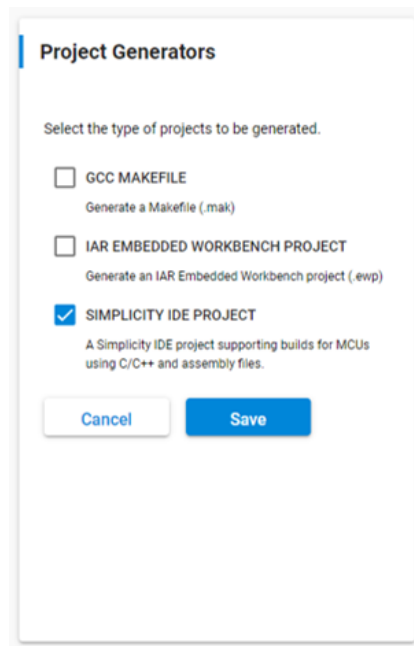 Project Generators
Select the type of projects to be generated.
GCC MAKEFILE
Generate a Makefile (.mak)
IAR EMBEDDED WORKBENCH PROJECT
Generate an IAR Embedded Workbench project (.ewp)
SIMPLICITY IDE PROJECT
A Simplicity IDE project supporting builds for MCUs
using C/C++ and assembly files.
Cancel
Save